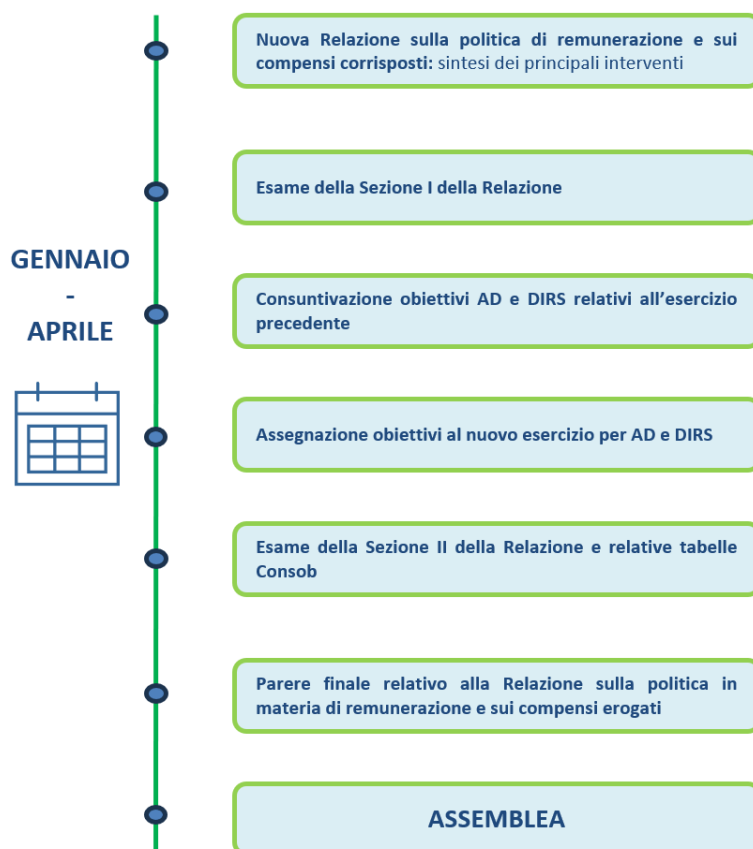 Nuova Relazione sulla politica di remunerazione e sui
compensi corrisposti: sintesi dei principali interventi
Esame della Sezione I della Relazione
GENNAIO
-
APRILE
Consuntivazione obiettivi AD e DIRS relativi all’esercizio
precedente
Assegnazione obiettivi al nuovo esercizio per AD e DIRS
Esame della Sezione II della Relazione e relative tabelle
Consob
Parere finale relativo alla Relazione sulla politica in
materia di remunerazione e sui compensi erogati
ASSEMBLEA